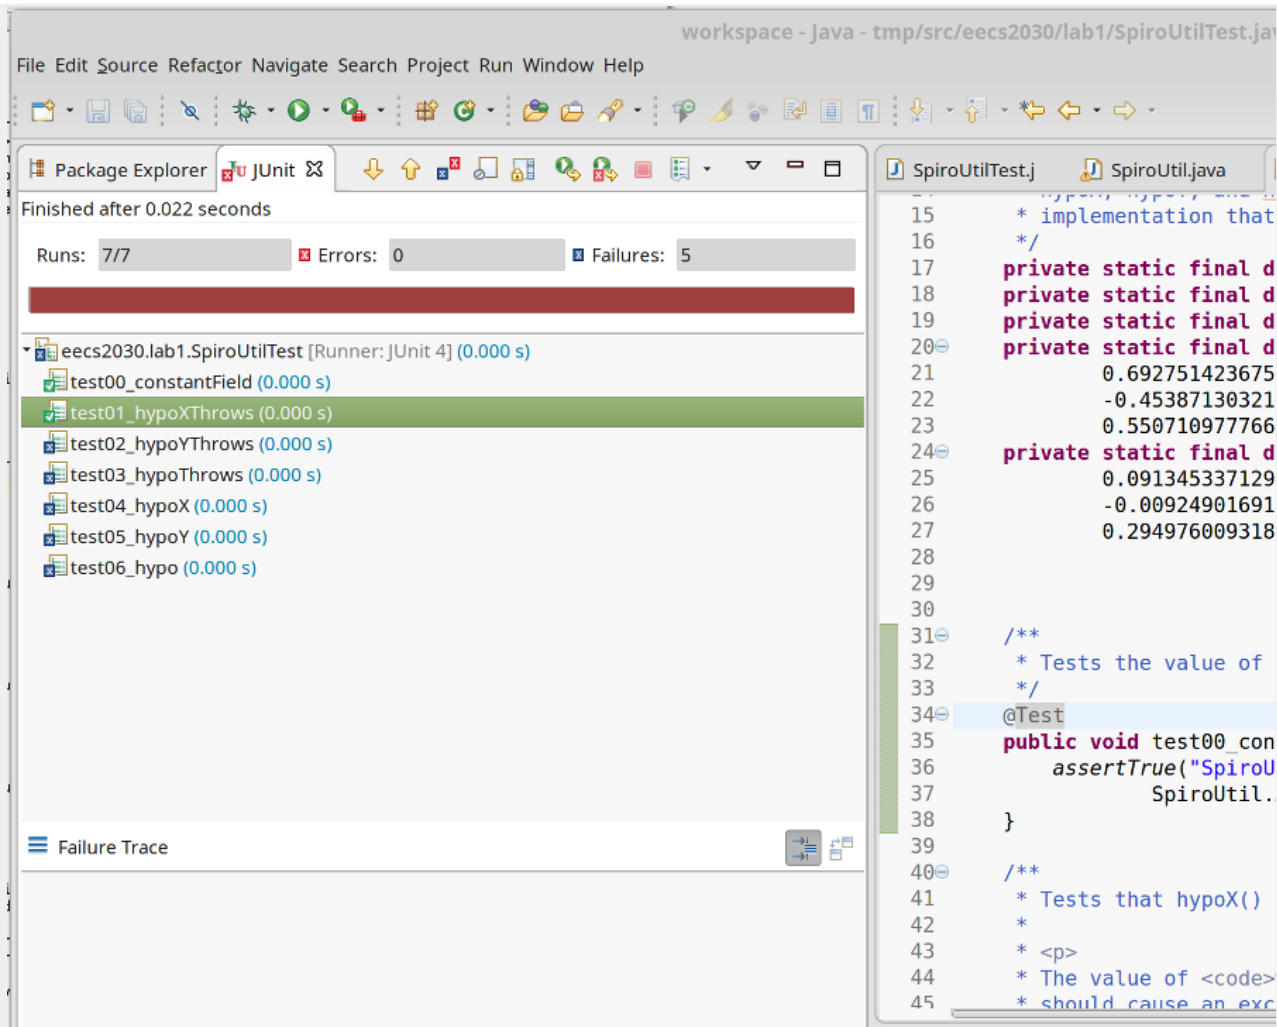 workspace - Java - tmp/src/eecs2030/lab1/SpiroUtilTest.jav
File Edit Source Refactor Navigate Search Project Run Window Help
Package Explorer JUnit
Finished after 0.022 seconds
Runs: 7/7 Errors: 0 Failures: 5
eecs2030.lab1.SpiroUtilTest [Runner: JUnit 4] (0.000 s)
test00_constantField (0.000 s)
test01_hypoXThrows (0.000 s)
test02_hypoYThrows (0.000 s)
test03_hypoThrows (0.000 s)
test04_hypoX (0.000 s)
test05_hypoY (0.000 s)
test06_hypo (0.000 s)
Failure Trace
SpiroUtilTest.j SpiroUtil.java
15 * implementation that
16 */
17 private static final d
18 private static final d
19 private static final d
20 private static final d
21 0.692751423675
22 -0.45387130321
23 0.550710977766
24 private static final d
25 0.091345337129
26 -0.00924901691
27 0.294976009318
28
29
30
31 /**
32 * Tests the value of
33 */
34 @Test
35 public void test00_con
36 assertTrue("SpiroU
37 SpiroUtil.
38 }
39
40 /**
41 * Tests that hypoX()
42 *
43 * <p>
44 * The value of <code>
45 * should cause an exc